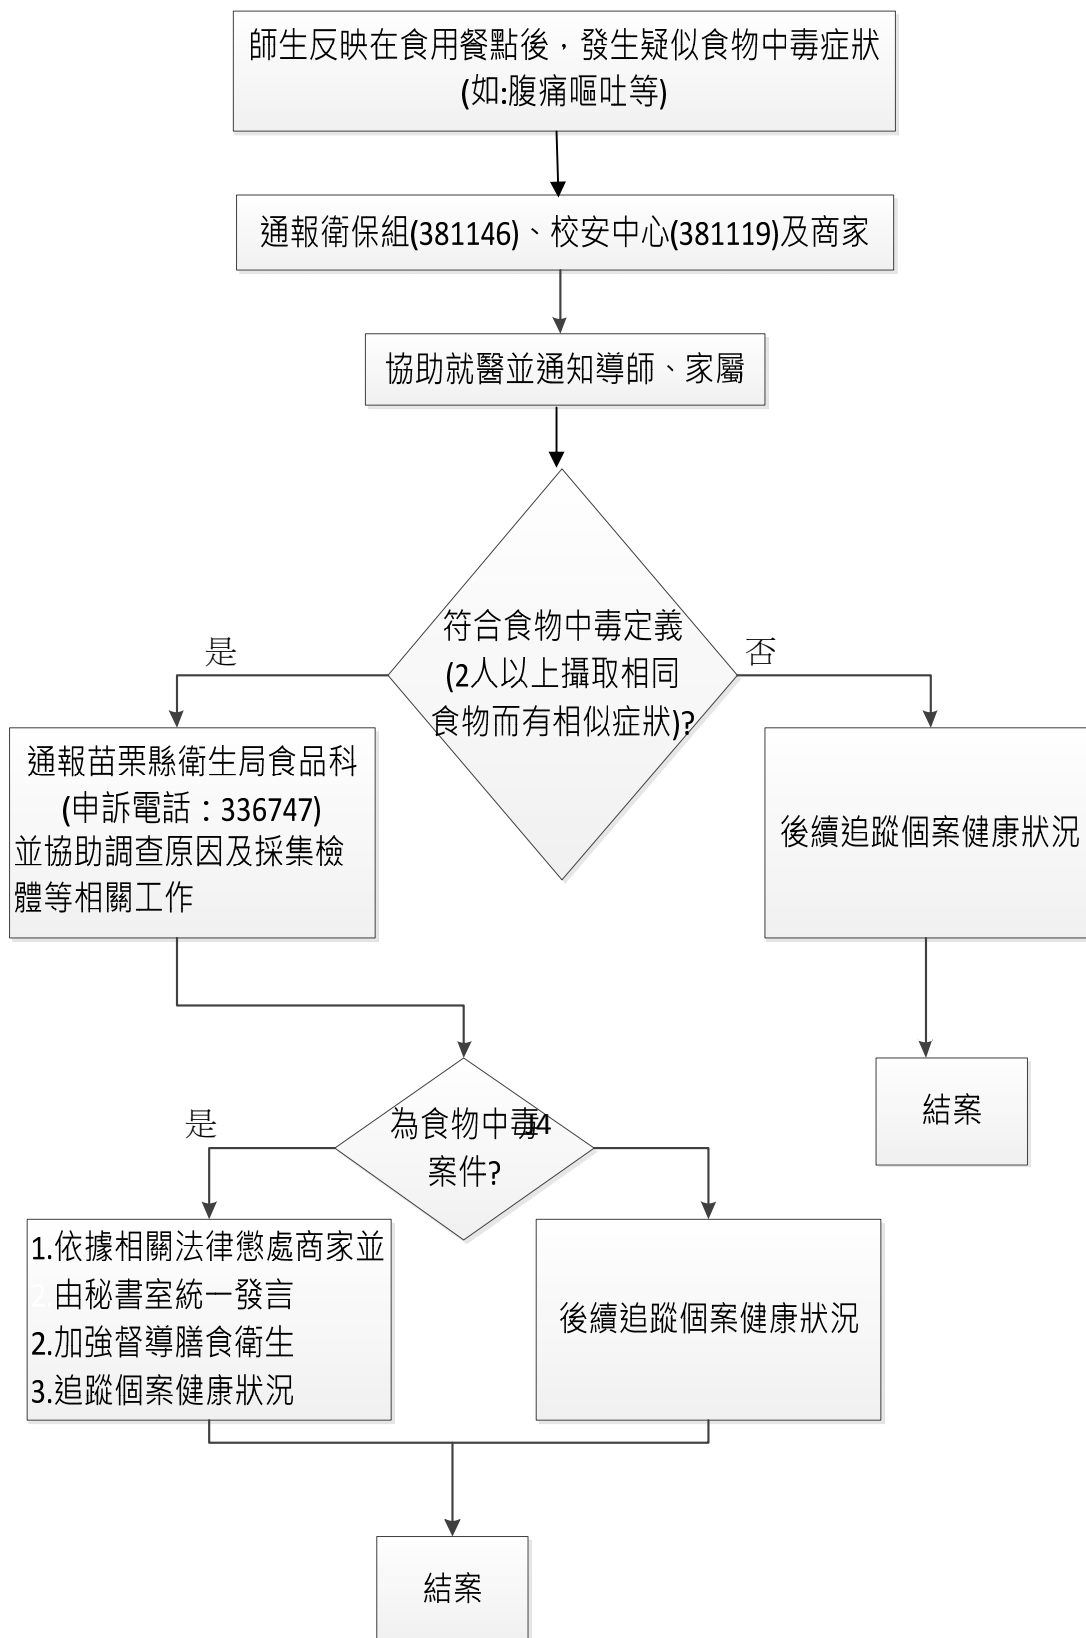 師生反映在食用餐點後，發生疑似食物中毒症狀
(如:腹痛嘔吐等)
通報衛保組(381146)、校安中心(381119)及商家
協助就醫並通知導師、家屬
符合食物中毒定義
(2人以上攝取相同
食物而有相似症狀)?
是
否
通報苗栗縣衛生局食品科
(申訴電話：336747)
並協助調查原因及採集檢
體等相關工作
後續追蹤個案健康狀況
結案
為食物中毒
案件?
是
1.依據相關法律懲處商家並
2.由秘書室統一發言
2.加強督導膳食衛生
3.追蹤個案健康狀況
後續追蹤個案健康狀況
結案